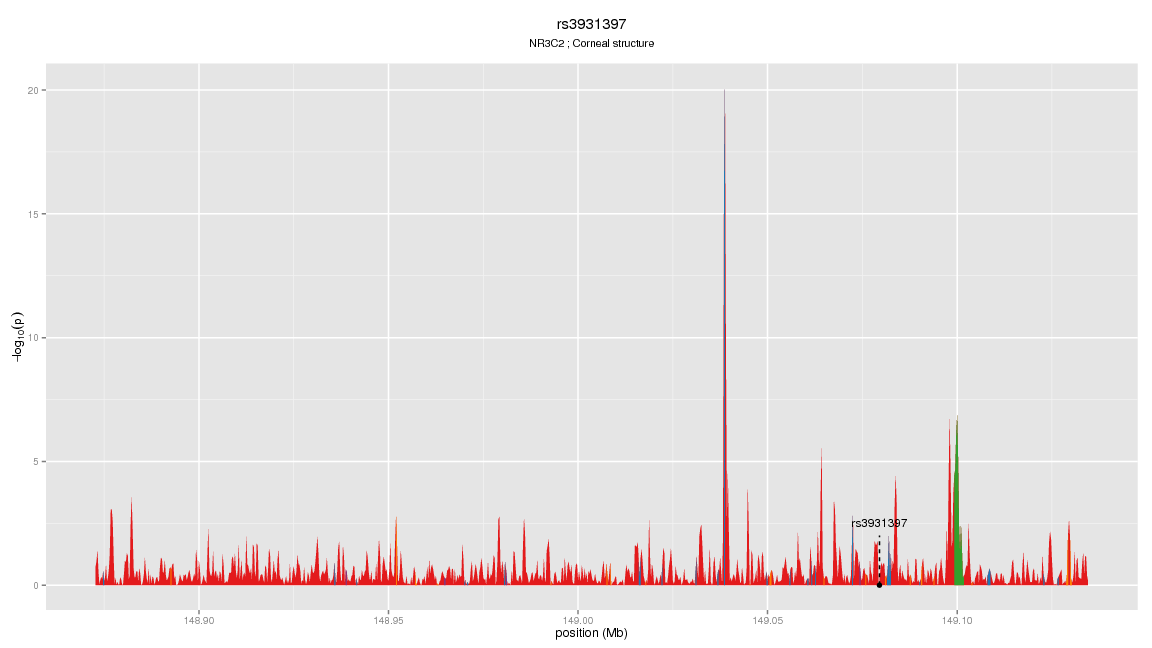 rs3931397
NR3C2 ; Corneal structure
20
15
10
5
0
−log10(p)
rs3931397
148.90
148.95
149.00
149.05
149.10
position (Mb)